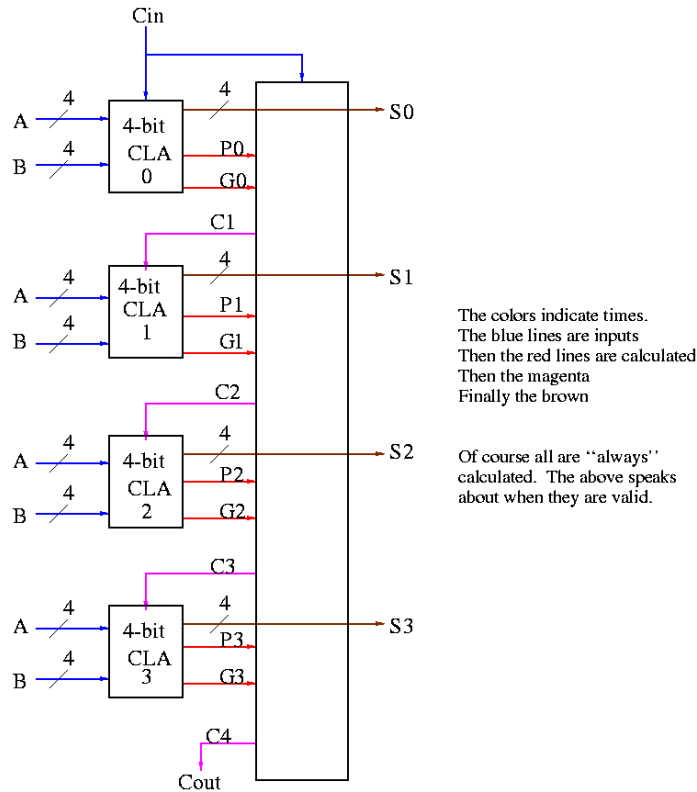 Cin
4
4
S0
A
4-bit
CLA
0
4
P0
B
G0
C1
4
4
S1
A
4-bit
CLA
1
4
P1
B
G1
C2
4
4
S2
A
4-bit
CLA
2
4
P2
B
G2
C3
4
4
S3
A
4-bit
CLA
3
4
P3
B
G3
C4
Cout
The colors indicate times.
The blue lines are inputs
Then the red lines are calculated
Then the magenta
Finally the brown
Of course all are ‘‘always’’
calculated.  The above speaks
about when they are valid.